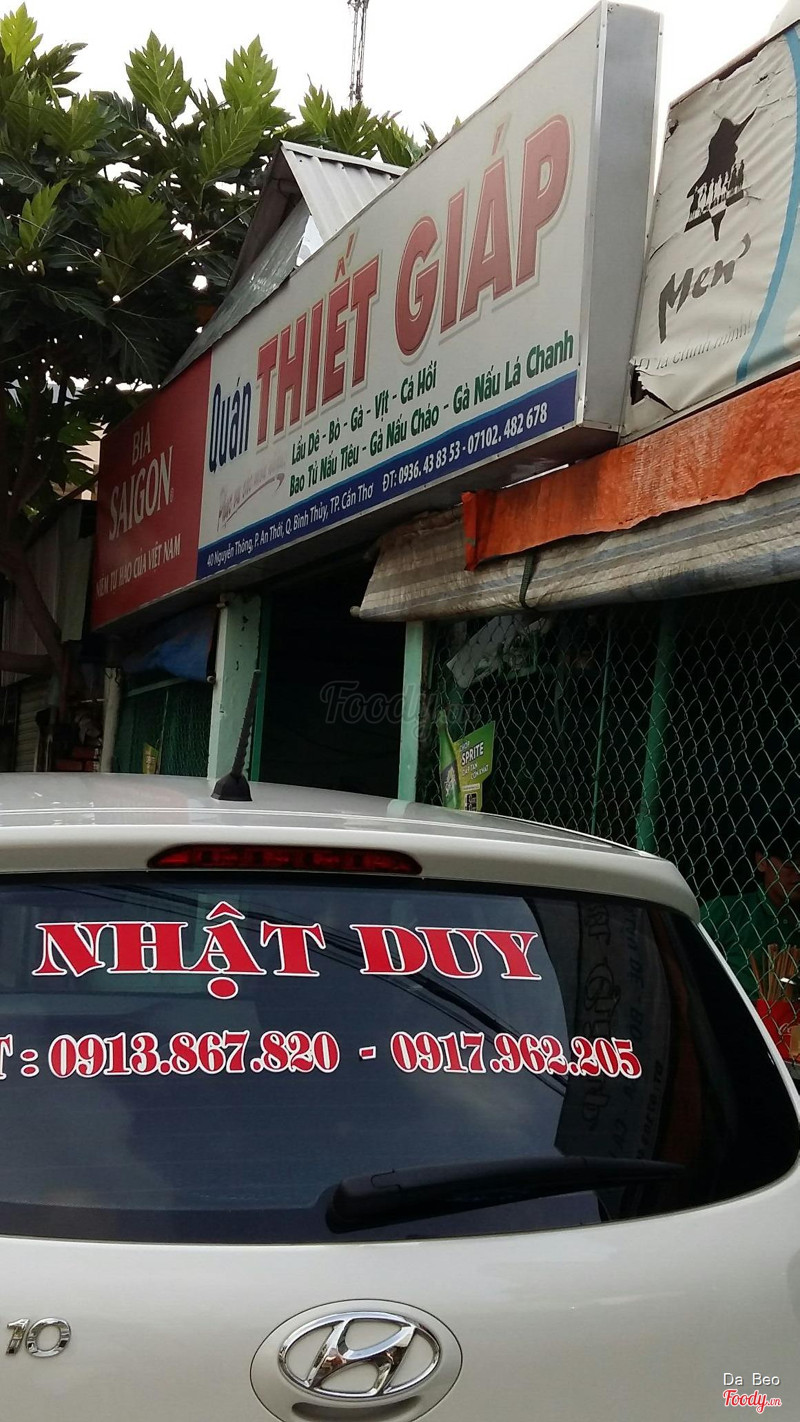 BIA
SAIGON
NIỀM TỰ HÀO CỦA VIỆT NAM
Quán THIẾT GIÁP
Lẩu Dê - Bò - Gà - Vịt - Cá Hồi
Bao Tử Nấu Tiêu - Gà Nấu Cháo - Gà Nấu Lá Chanh
40 Nguyễn Thông, P. An Thới, Q. Bình Thủy, TP. Cần Thơ ĐT: 0936. 43 83 53 - 07102. 482 678
Men'
Foody.vn
SPRITE
NHẬT DUY
T : 0913.867.820 - 0917.962.205
10
Da Beo
Foody.vn